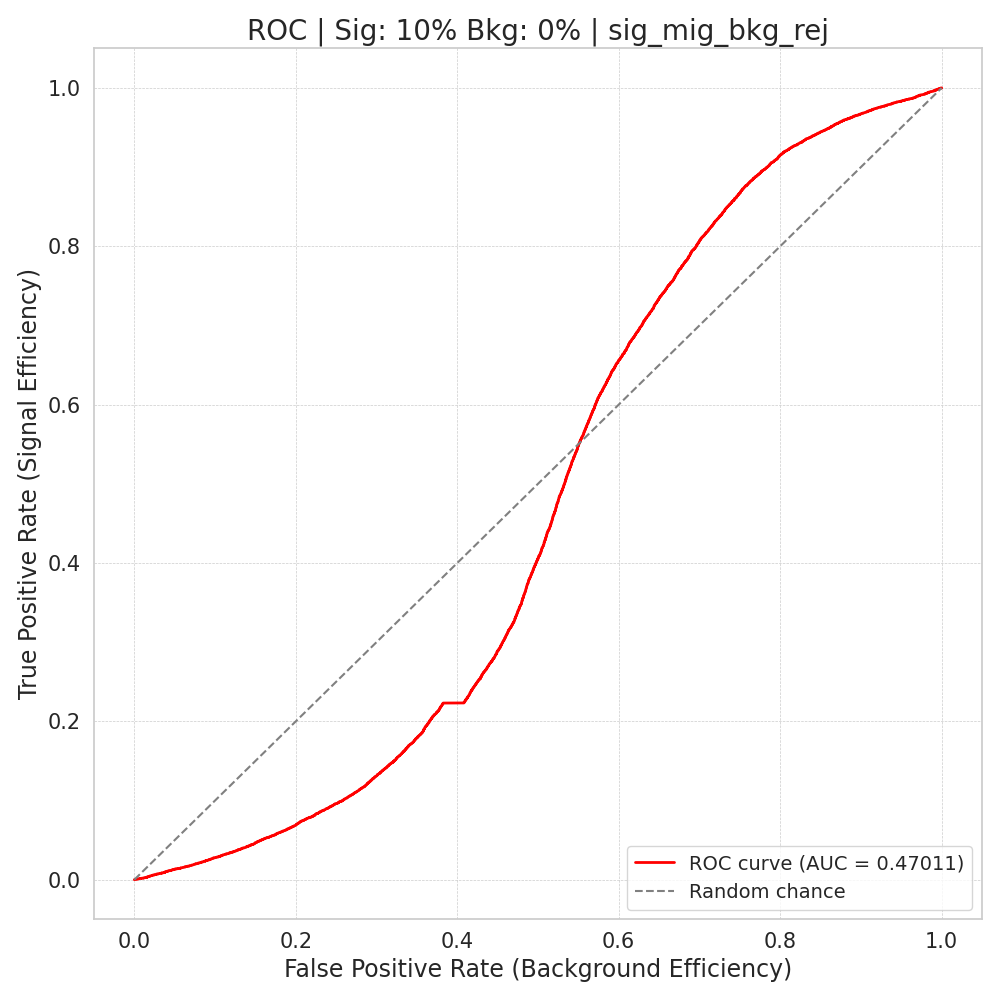 ROC | Sig: 10% Bkg: 0% | sig_mig_bkg_rej
True Positive Rate (Signal Efficiency)
1.0
0.8
0.6
0.4
0.2
0.0
0.0 0.2 0.4 0.6 0.8 1.0
False Positive Rate (Background Efficiency)
ROC curve (AUC = 0.47011)
Random chance